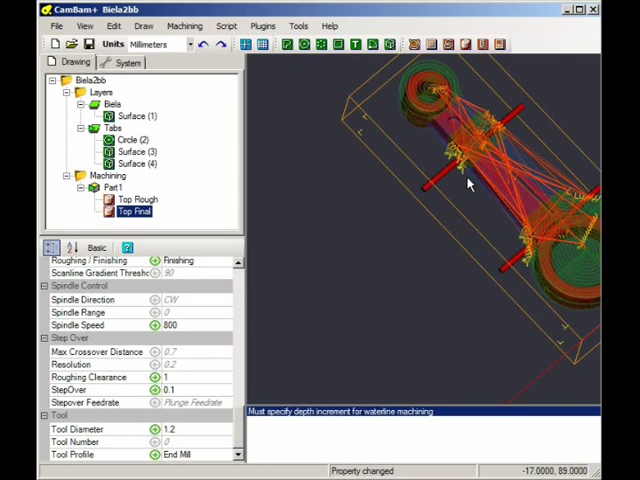 CamBam+ Biela2bb
File Edit View Draw Machining Script Plugins Tools Help
Units Millimeters
Drawing System
Biela2bb
Layers
Biela
Surface (1)
Tabs
Circle (2)
Surface (3)
Surface (4)
Machining
Part1
Top Rough
Top Final
Basic
Roughing / Finishing Finishing
Scanline Gradient Thresho 90
Spindle Control
Spindle Direction CW
Spindle Range 0
Spindle Speed 800
Step Over
Max Crossover Distance 0.7
Resolution 0.2
Roughing Clearance 1
StepOver 0.1
Stepover Feedrate Plunge Feedrate
Tool
Tool Diameter 1.2
Tool Number 0
Tool Profile End Mill
Must specify depth increment for waterline machining
Property changed -17.0000, 89.0000